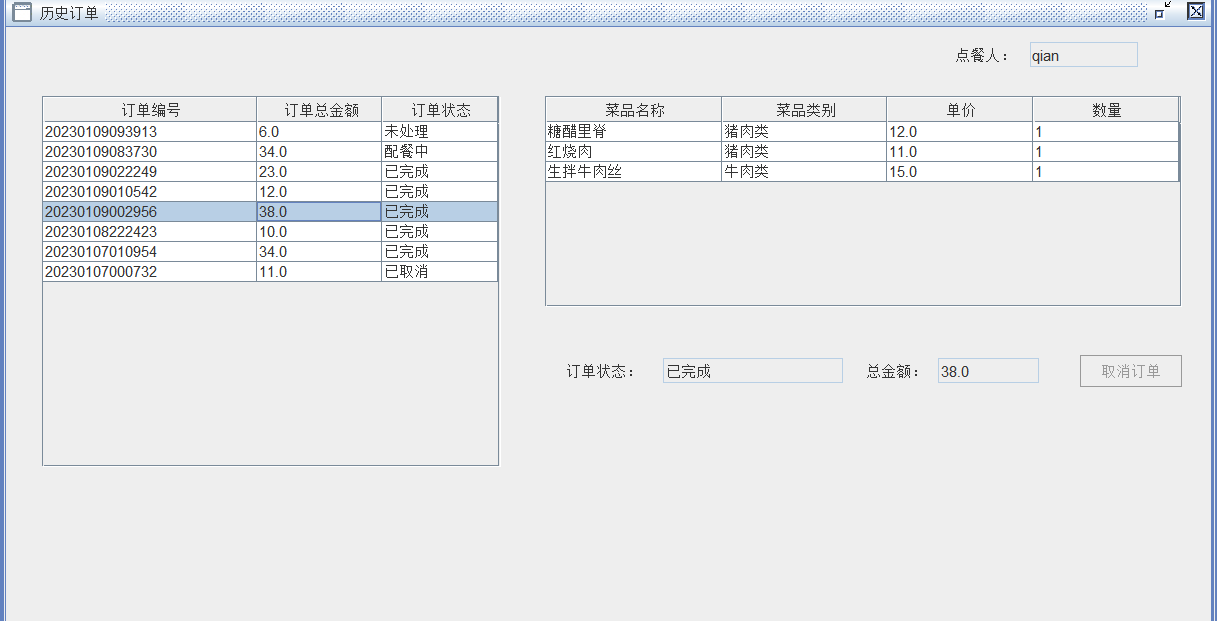 历史订单
点餐人： qian
订单编号 订单总金额 订单状态
20230109093913 6.0 未处理
20230109083730 34.0 配餐中
20230109022249 23.0 已完成
20230109010542 12.0 已完成
20230109002956 38.0 已完成
20230108222423 10.0 已完成
20230107010954 34.0 已完成
20230107000732 11.0 已取消
菜品名称 菜品类别 单价 数量
糖醋里脊 猪肉类 12.0 1
红烧肉 猪肉类 11.0 1
生拌牛肉丝 牛肉类 15.0 1
订单状态： 已完成 总金额： 38.0 取消订单